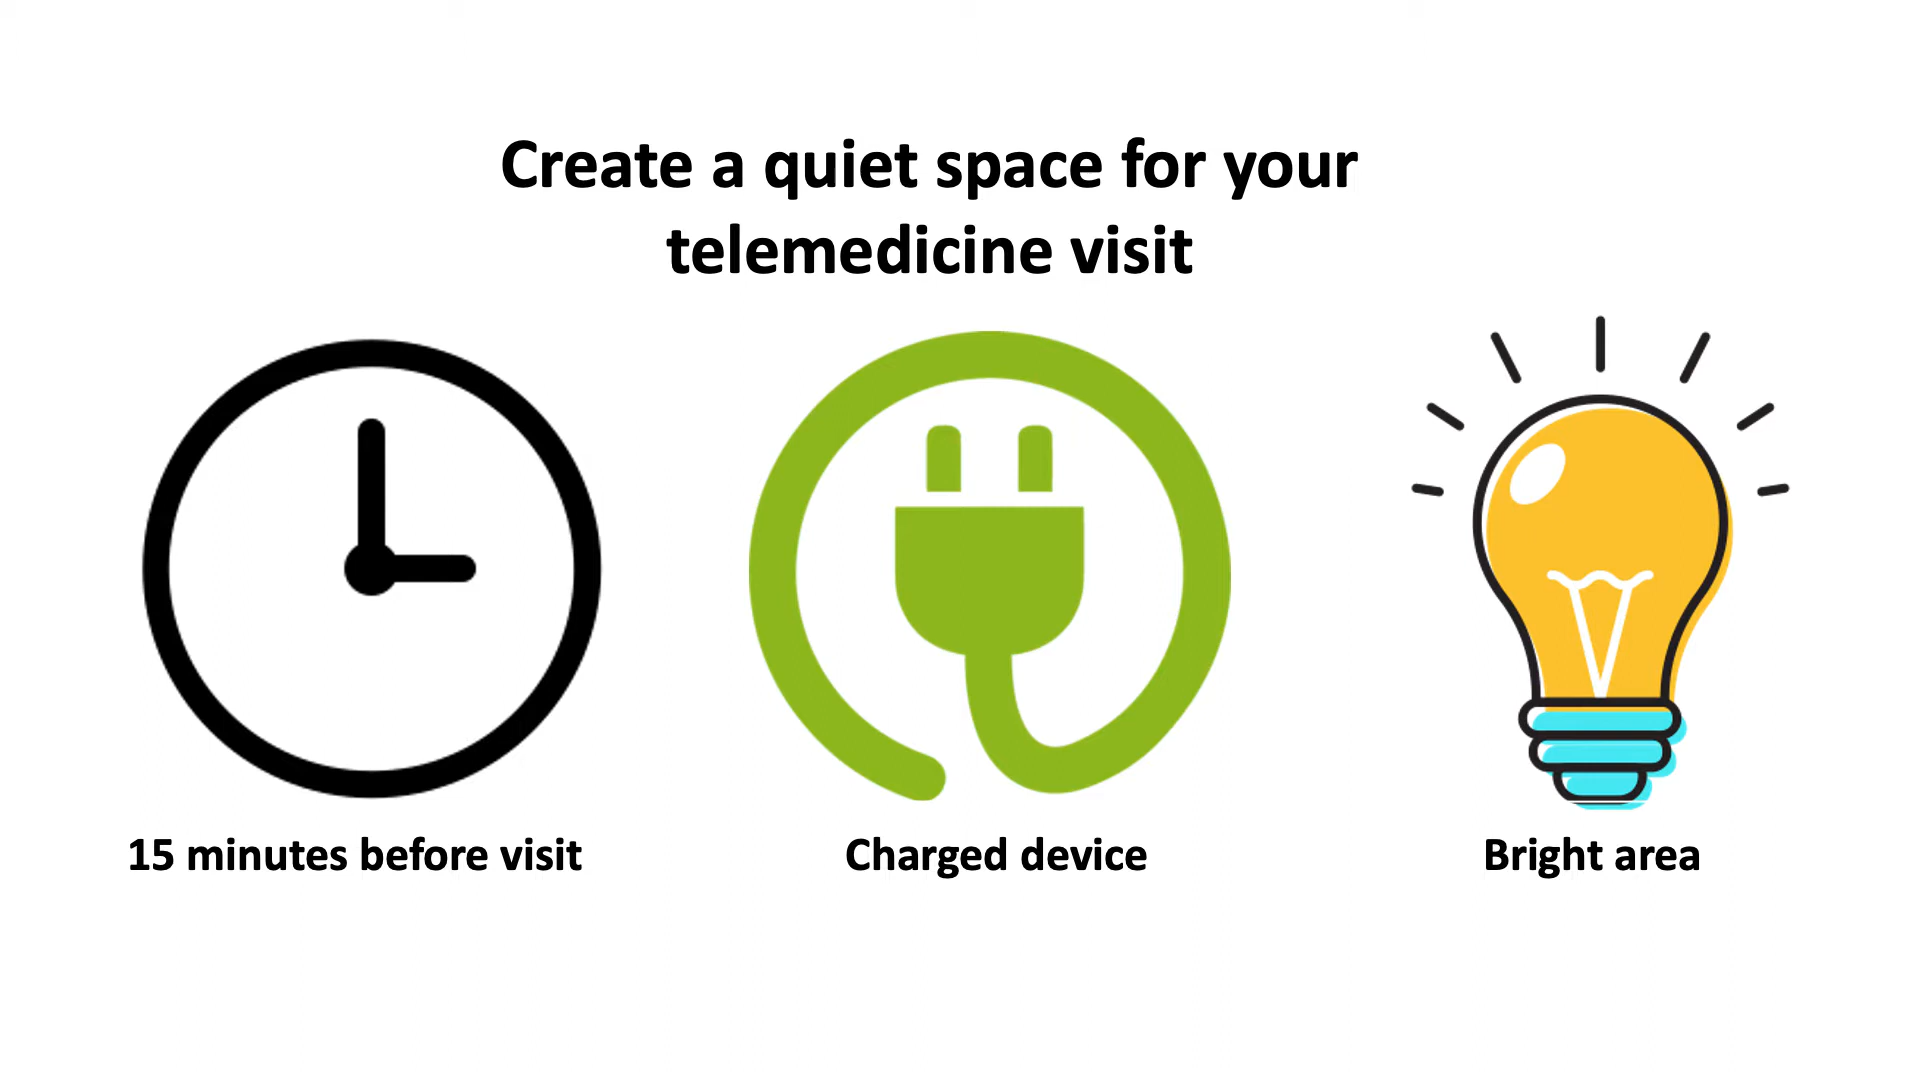 Create a quiet space for your
telemedicine visit
15 minutes before visit
Charged device
Bright area